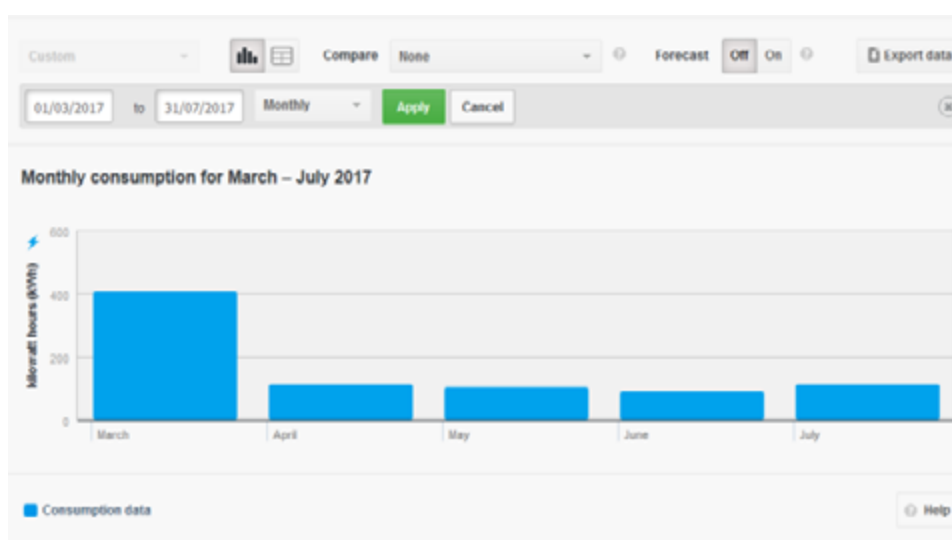 Custom
Compare None Forecast Off On Export data
01/03/2017 to 31/07/2017 Monthly Apply Cancel
Monthly consumption for March – July 2017
kilowatt hours (kWh)
600
400
200
0
March April May June July
Consumption data
Help